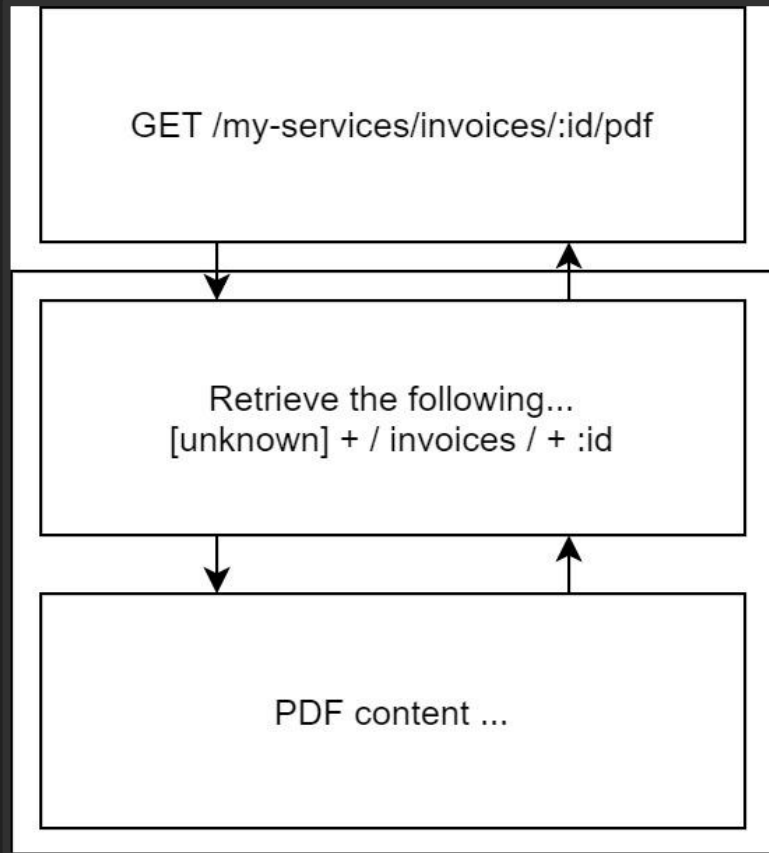 GET /my-services/invoices/:id/pdf
Retrieve the following...
[unknown] + / invoices / + :id
PDF content ...